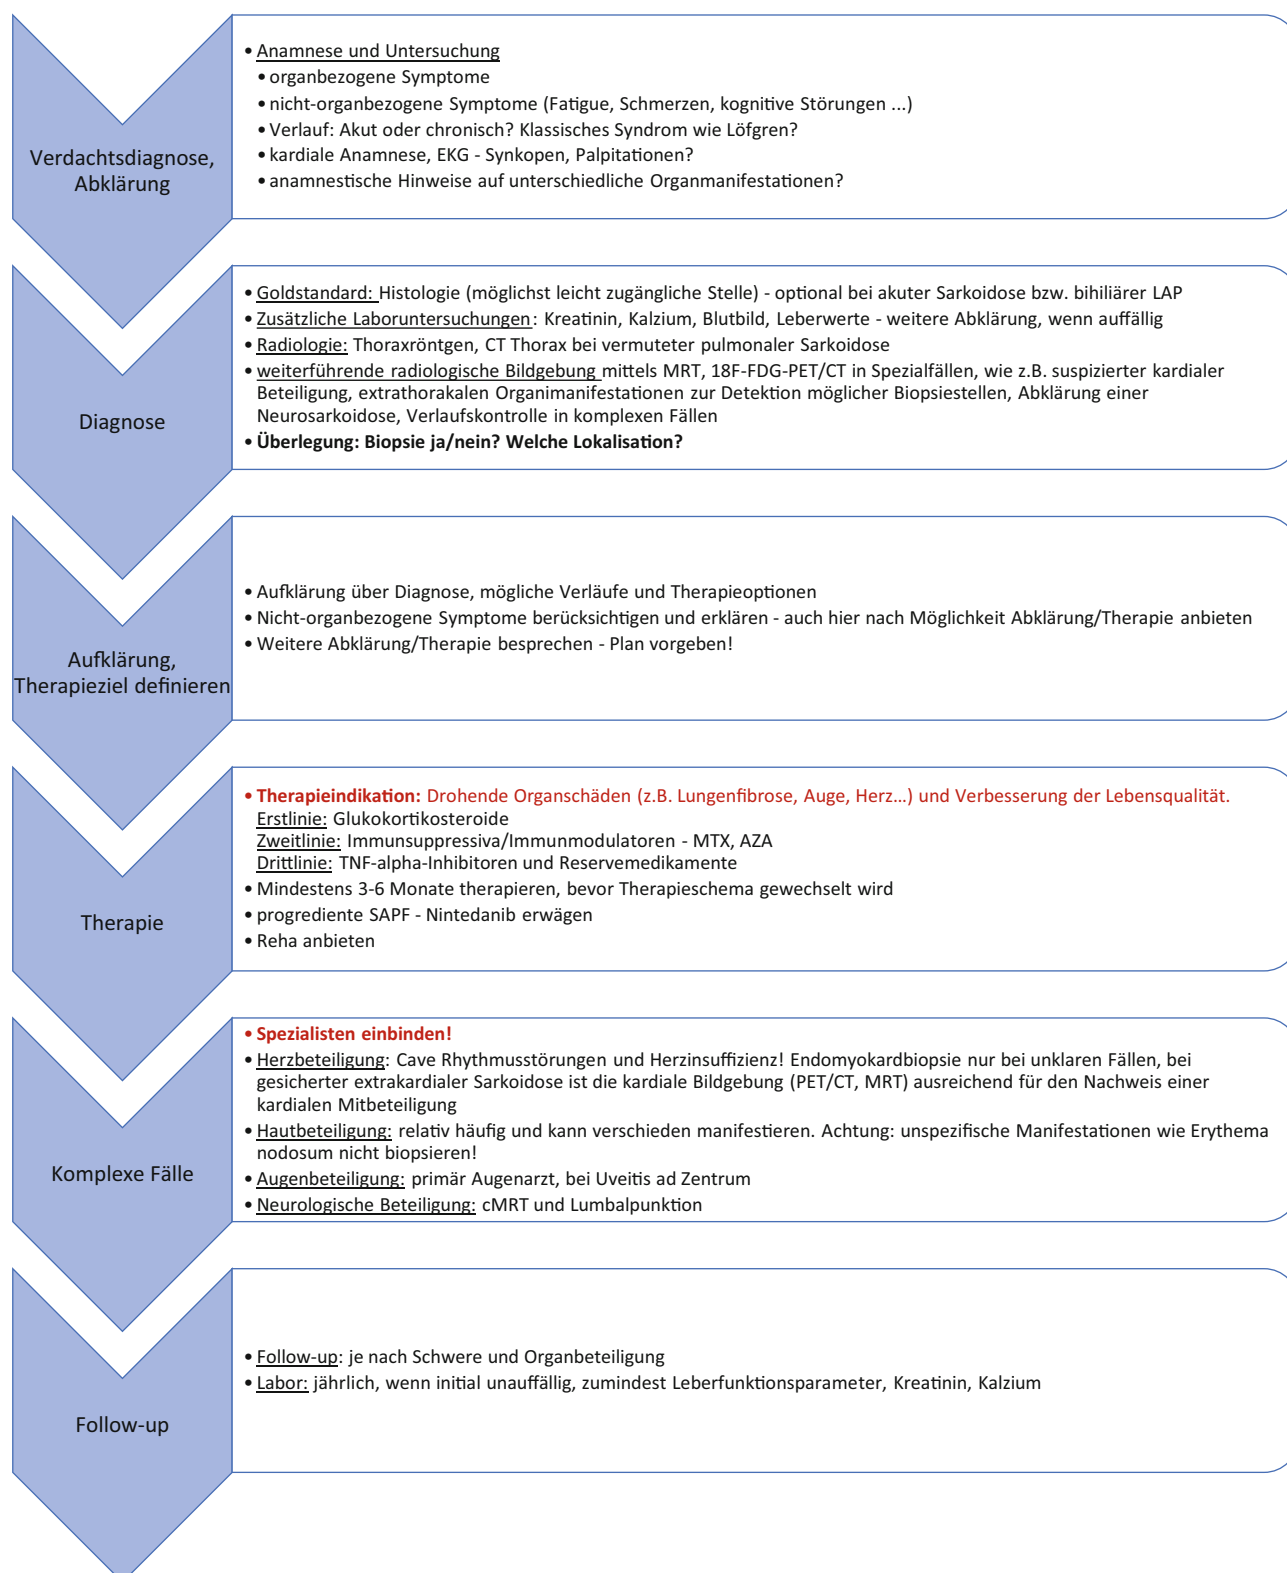 Verdachtsdiagnose,
Abklärung
• Anamnese und Untersuchung
• organbezogene Symptome
• nicht-organbezogene Symptome (Fatigue, Schmerzen, kognitive Störungen ...)
• Verlauf: Akut oder chronisch? Klassisches Syndrom wie Löfgren?
• kardiale Anamnese, EKG - Synkopen, Palpitationen?
• anamnestische Hinweise auf unterschiedliche Organmanifestationen?
Diagnose
• Goldstandard: Histologie (möglichst leicht zugängliche Stelle) - optional bei akuter Sarkoidose bzw. bihiliärer LAP
• Zusätzliche Laboruntersuchungen: Kreatinin, Kalzium, Blutbild, Leberwerte - weitere Abklärung, wenn auffällig
• Radiologie: Thoraxröntgen, CT Thorax bei vermuteter pulmonaler Sarkoidose
• weiterführende radiologische Bildgebung mittels MRT, 18F-FDG-PET/CT in Spezialfällen, wie z.B. suspizierter kardialer
Beteiligung, extrathorakalen Organimanifestationen zur Detektion möglicher Biopsiestellen, Abklärung einer
Neurosarkoidose, Verlaufskontrolle in komplexen Fällen
• Überlegung: Biopsie ja/nein? Welche Lokalisation?
Aufklärung,
Therapieziel definieren
• Aufklärung über Diagnose, mögliche Verläufe und Therapieoptionen
• Nicht-organbezogene Symptome berücksichtigen und erklären - auch hier nach Möglichkeit Abklärung/Therapie anbieten
• Weitere Abklärung/Therapie besprechen - Plan vorgeben!
Therapie
• Therapieindikation: Drohende Organschäden (z.B. Lungenfibrose, Auge, Herz...) und Verbesserung der Lebensqualität.
Erstlinie: Glukokortikosteroide
Zweitlinie: Immunsuppressiva/Immunmodulatoren - MTX, AZA
Drittlinie: TNF-alpha-Inhibitoren und Reservemedikamente
• Mindestens 3-6 Monate therapieren, bevor Therapieschema gewechselt wird
• progrediente SAPF - Nintedanib erwägen
• Reha anbieten
Komplexe Fälle
• Spezialisten einbinden!
• Herzbeteiligung: Cave Rhythmusstörungen und Herzinsuffizienz! Endomyokardbiopsie nur bei unklaren Fällen, bei
gesicherter extrakardialer Sarkoidose ist die kardiale Bildgebung (PET/CT, MRT) ausreichend für den Nachweis einer
kardialen Mitbeteiligung
• Hautbeteiligung: relativ häufig und kann verschieden manifestieren. Achtung: unspezifische Manifestationen wie Erythema
nodosum nicht biopsieren!
• Augenbeteiligung: primär Augenarzt, bei Uveitis ad Zentrum
• Neurologische Beteiligung: cMRT und Lumbalpunktion
Follow-up
• Follow-up: je nach Schwere und Organbeteiligung
• Labor: jährlich, wenn initial unauffällig, zumindest Leberfunktionsparameter, Kreatinin, Kalzium